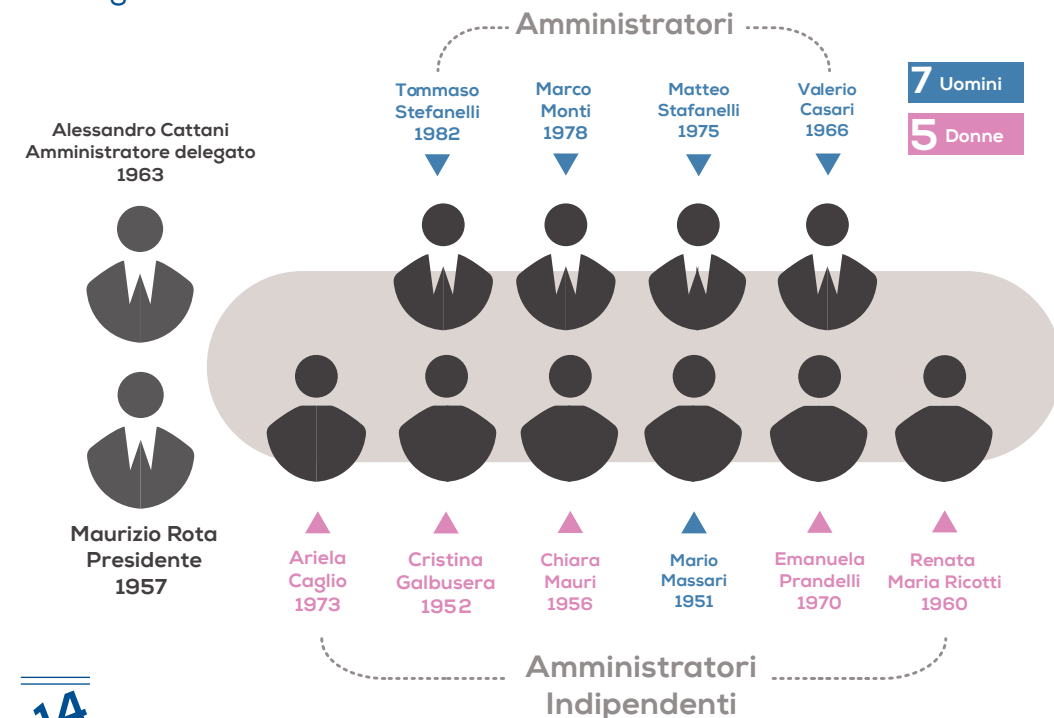 Amministratori
Tommaso
Stefanelli
1982
Marco
Monti
1978
Matteo
Stafanelli
1975
Valerio
Casari
1966
7 Uomini
5 Donne
Alessandro Cattani
Amministratore delegato
1963
Maurizio Rota
Presidente
1957
Ariela
Caglio
1973
Cristina
Galbusera
1952
Chiara
Mauri
1956
Mario
Massari
1951
Emanuela
Prandelli
1970
Renata
Maria Ricotti
1960
Amministratori
Indipendenti
14